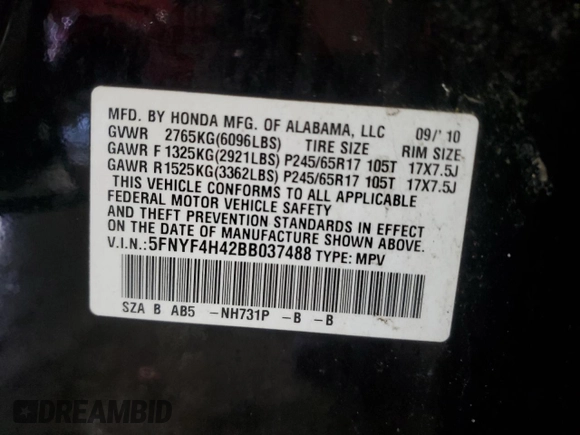 MFD. BY HONDA MFG. OF ALABAMA, LLC 09/'10
GVWR 2765KG(6096LBS) TIRE SIZE RIM SIZE
GAWR F 1325KG(2921LBS) P245/65R17 105T 17X7.5J
GAWR R1525KG(3362LBS) P245/65R17 105T 17X7.5J
THIS VEHICLE CONFORMS TO ALL APPLICABLE
FEDERAL MOTOR VEHICLE SAFETY
AND THEFT PREVENTION STANDARDS IN EFFECT
ON THE DATE OF MANUFACTURE SHOWN ABOVE.
V.I.N.:5FNYF4H42BB037488 TYPE: MPV
SZA B AB5 -NH731P -B -B
DREAMBID